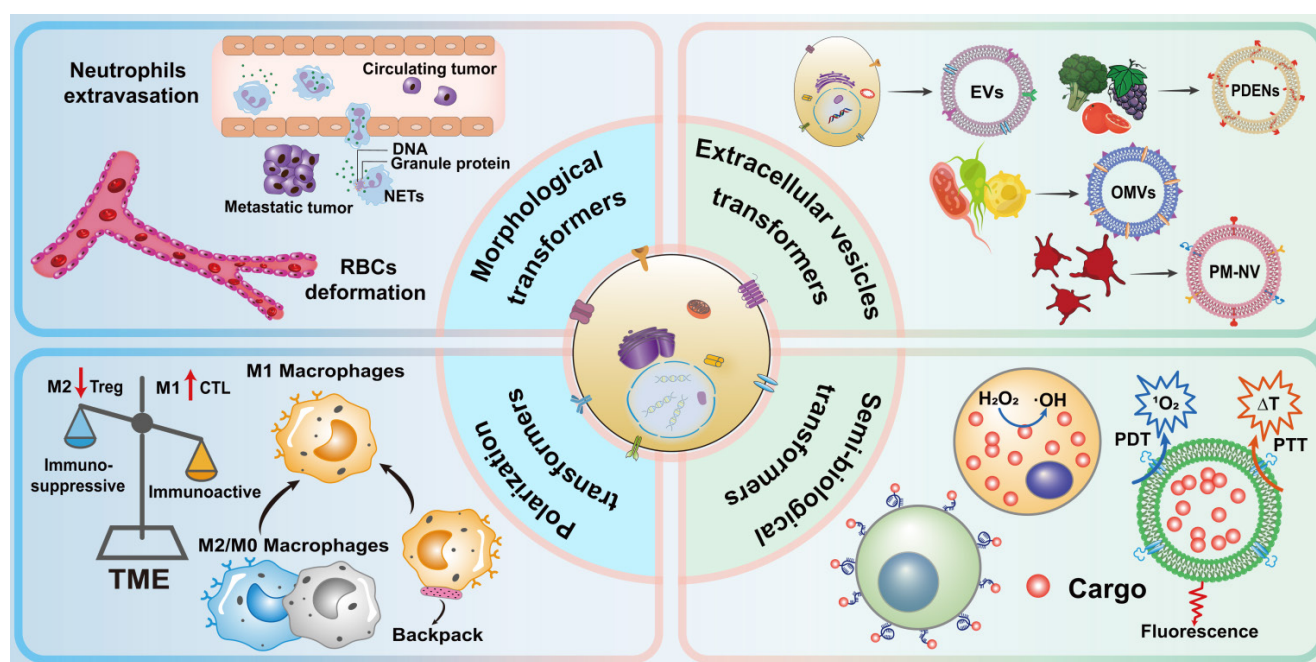 Neutrophils
extravasation
Circulating tumor
DNA
Granule protein
NETs
Metastatic tumor
RBCs
deformation
Morphological
transformers
Extracellular vesicles
transformers
EVs
PDENs
OMVs
PM-NV
M2 Treg
M1 CTL
Immuno-
suppressive
Immunoactive
TME
M1 Macrophages
M2/M0 Macrophages
Backpack
Polarization
transformers
Semi-biological
transformers
H₂O₂ ·OH
¹O₂
ΔT
PDT
PTT
Cargo
Fluorescence